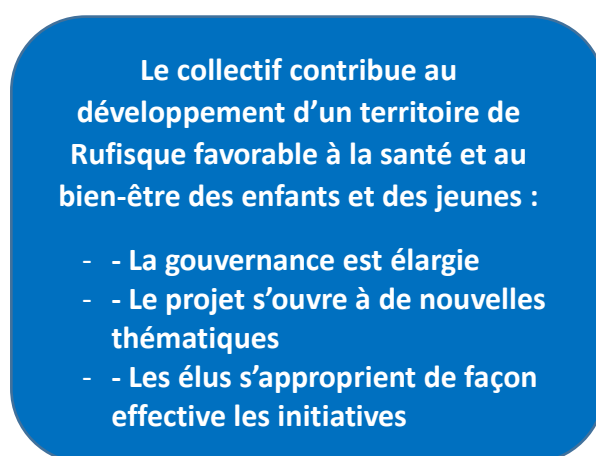 Le collectif contribue au
développement d’un territoire de
Rufisque favorable à la santé et au
bien-être des enfants et des jeunes :
- - La gouvernance est élargie
- - Le projet s’ouvre à de nouvelles
thématiques
- - Les élus s’approprient de façon
effective les initiatives